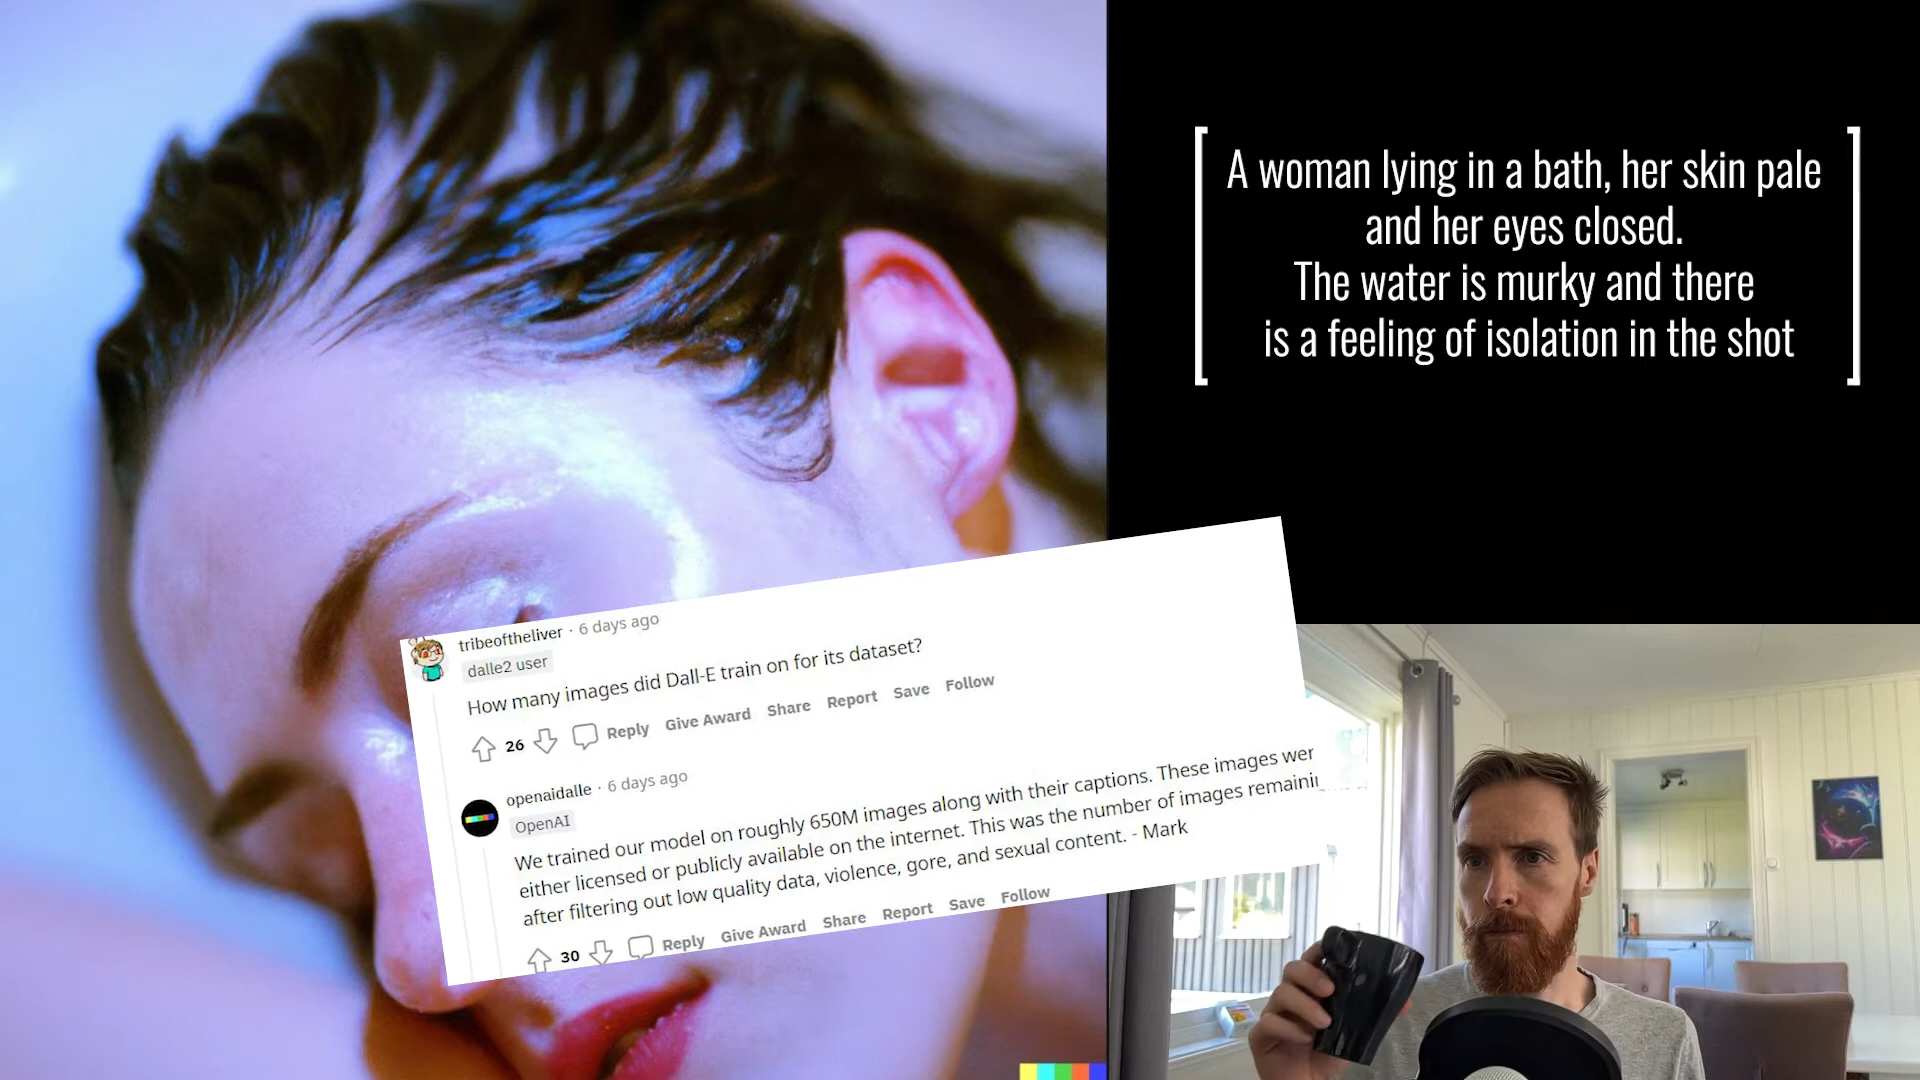 A woman lying in a bath, her skin pale
and her eyes closed.
The water is murky and there
is a feeling of isolation in the shot
tribeoftheliver · 6 days ago
dalle2 user
How many images did Dall-E train on for its dataset?
26 Reply Give Award Share Report Save Follow
openaidalle · 6 days ago
OpenAI
We trained our model on roughly 650M images along with their captions. These images wer
either licensed or publicly available on the internet. This was the number of images remainin
after filtering out low quality data, violence, gore, and sexual content. - Mark
30 Reply Give Award Share Report Save Follow